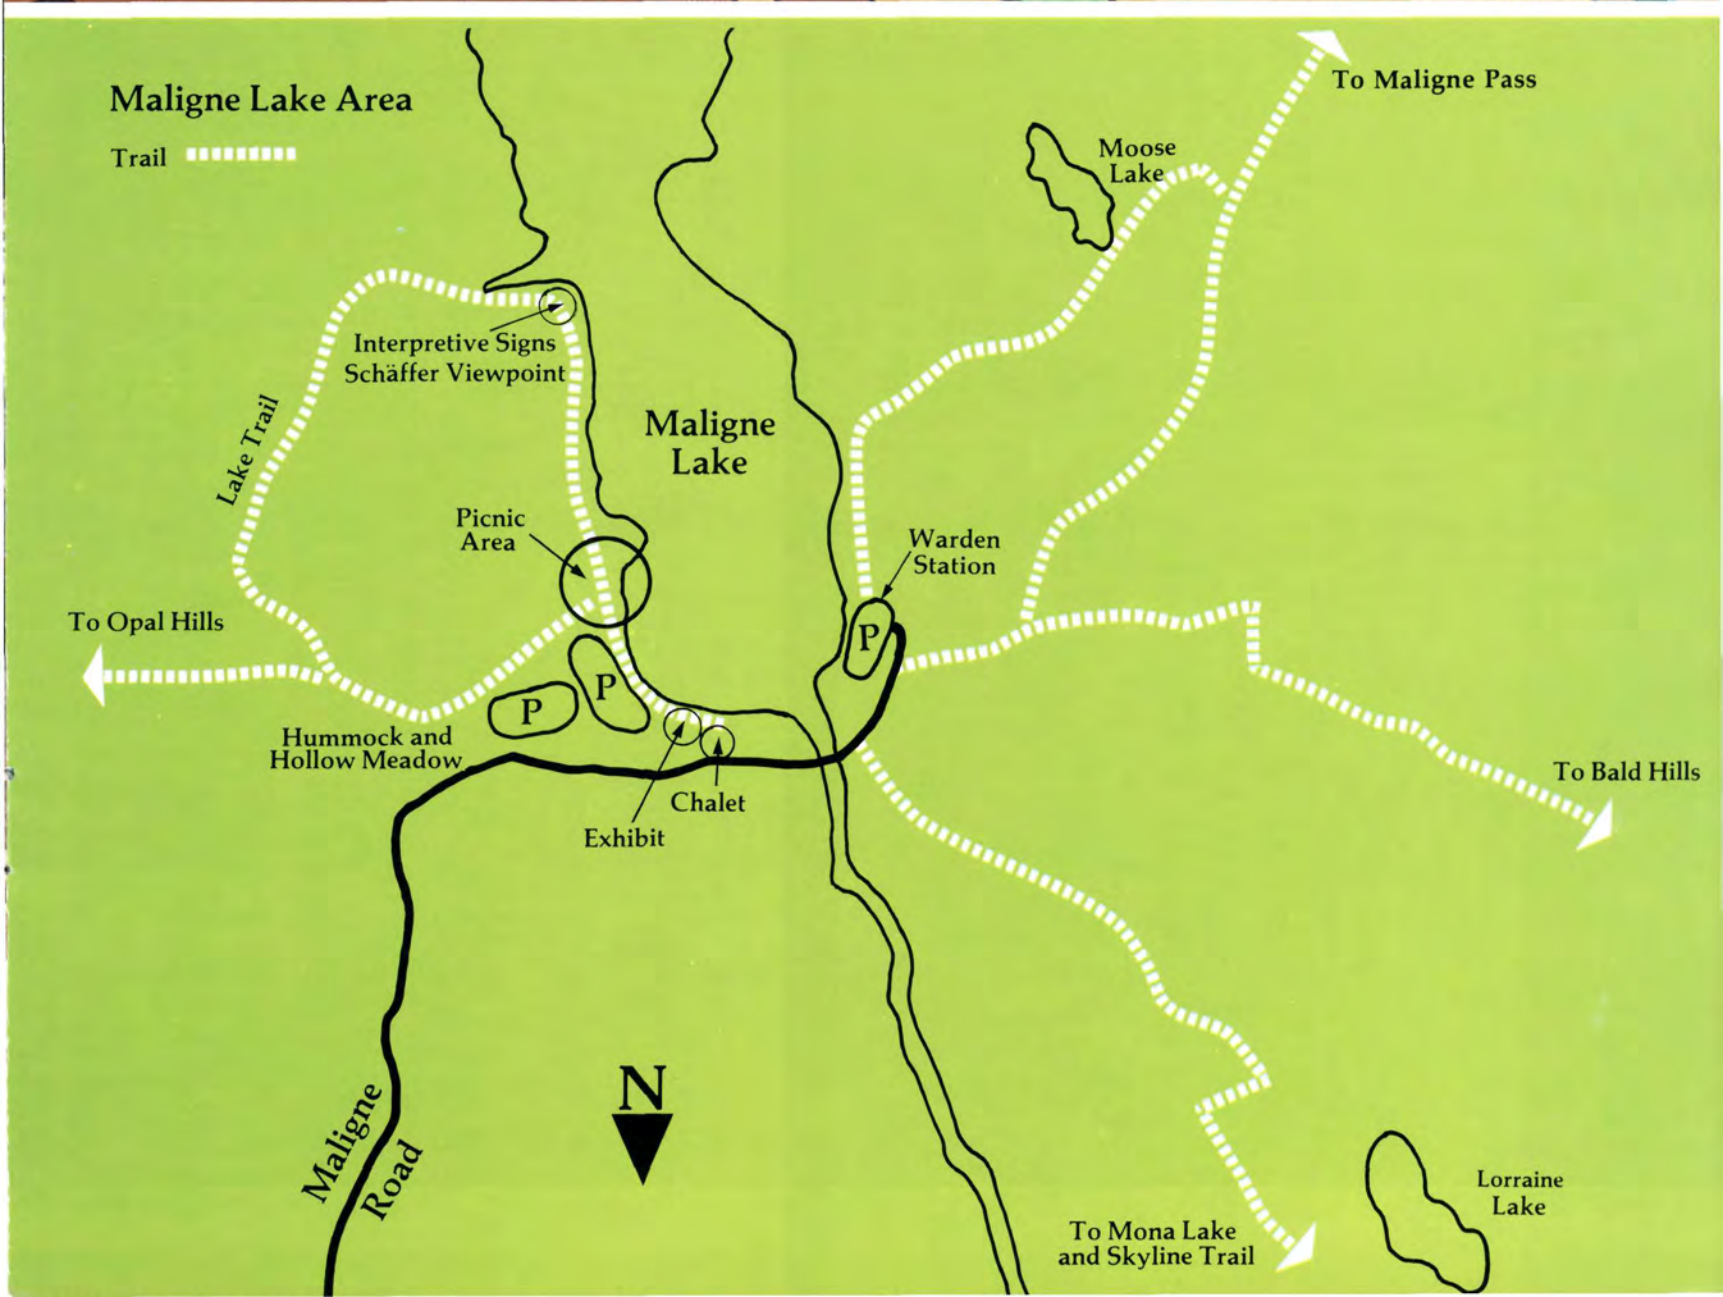 Maligne Lake Area
Trail
To Maligne Pass
Moose
Lake
Interpretive Signs
Schäffer Viewpoint
Lake Trail
Maligne
Lake
Picnic
Area
Warden
Station
To Opal Hills
P
P
P
Hummock and
Hollow Meadow
Chalet
Exhibit
To Bald Hills
N
Maligne
Road
Lorraine
Lake
To Mona Lake
and Skyline Trail